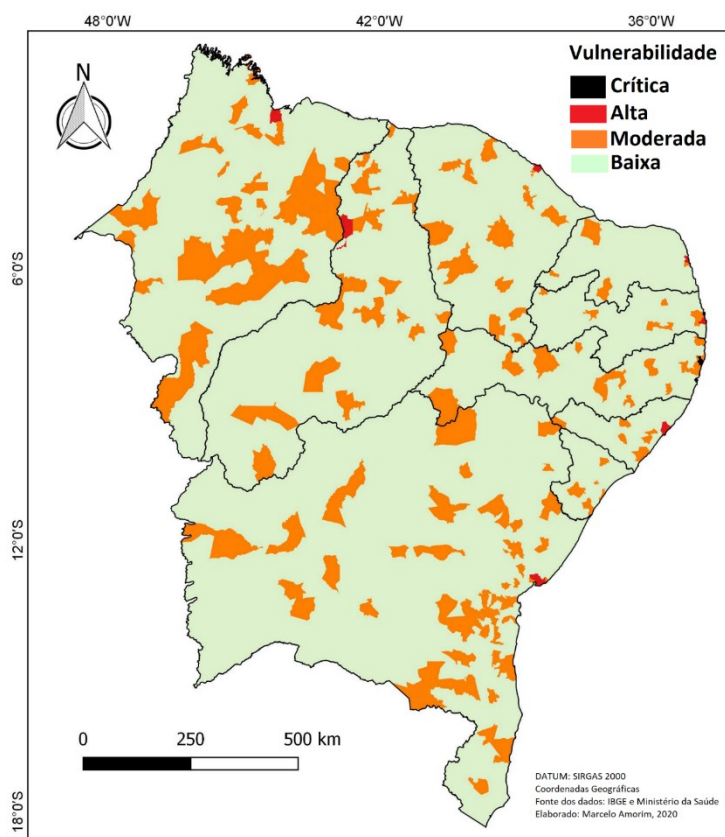 48°0'W 42°0'W 36°0'W
Vulnerabilidade
Crítica
Alta
Moderada
Baixa
N
6°0'S
12°0'S
18°0'S
0 250 500 km
DATUM: SIRGAS 2000
Coordenadas Geográficas
Fonte dos dados: IBGE e Ministério da Saúde
Elaborado: Marcelo Amorim, 2020